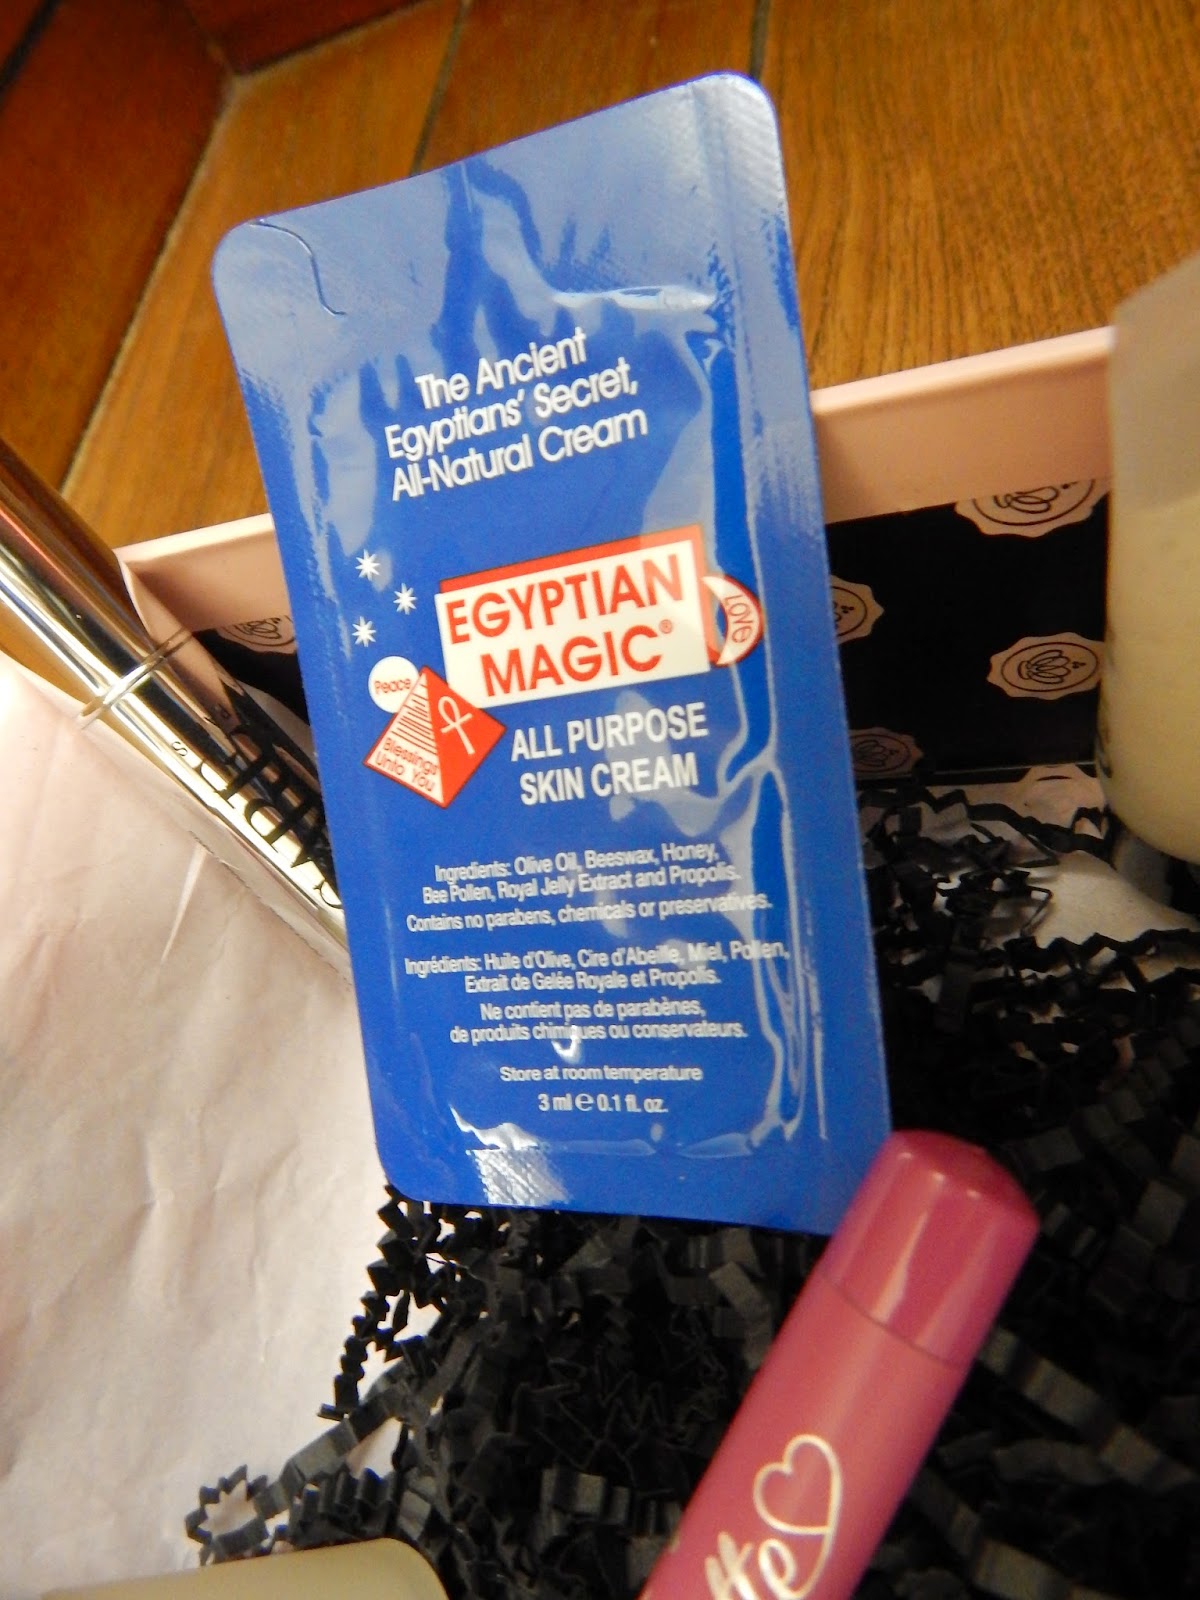 The Ancient
Egyptians' Secret,
All-Natural Cream
EGYPTIAN
MAGIC®
LOVE
Peace
Blessings
Unto You
ALL PURPOSE
SKIN CREAM
Ingredients: Olive Oil, Beeswax, Honey,
Bee Pollen, Royal Jelly Extract and Propolis.
Contains no parabens, chemicals or preservatives.
Ingrédients: Huile d'Olive, Cire d'Abeille, Miel, Pollen,
Extrait de Gelée Royale et Propolis.
Ne contient pas de parabènes,
de produits chimiques ou conservateurs.
Store at room temperature
3 ml e 0.1 fl. oz.